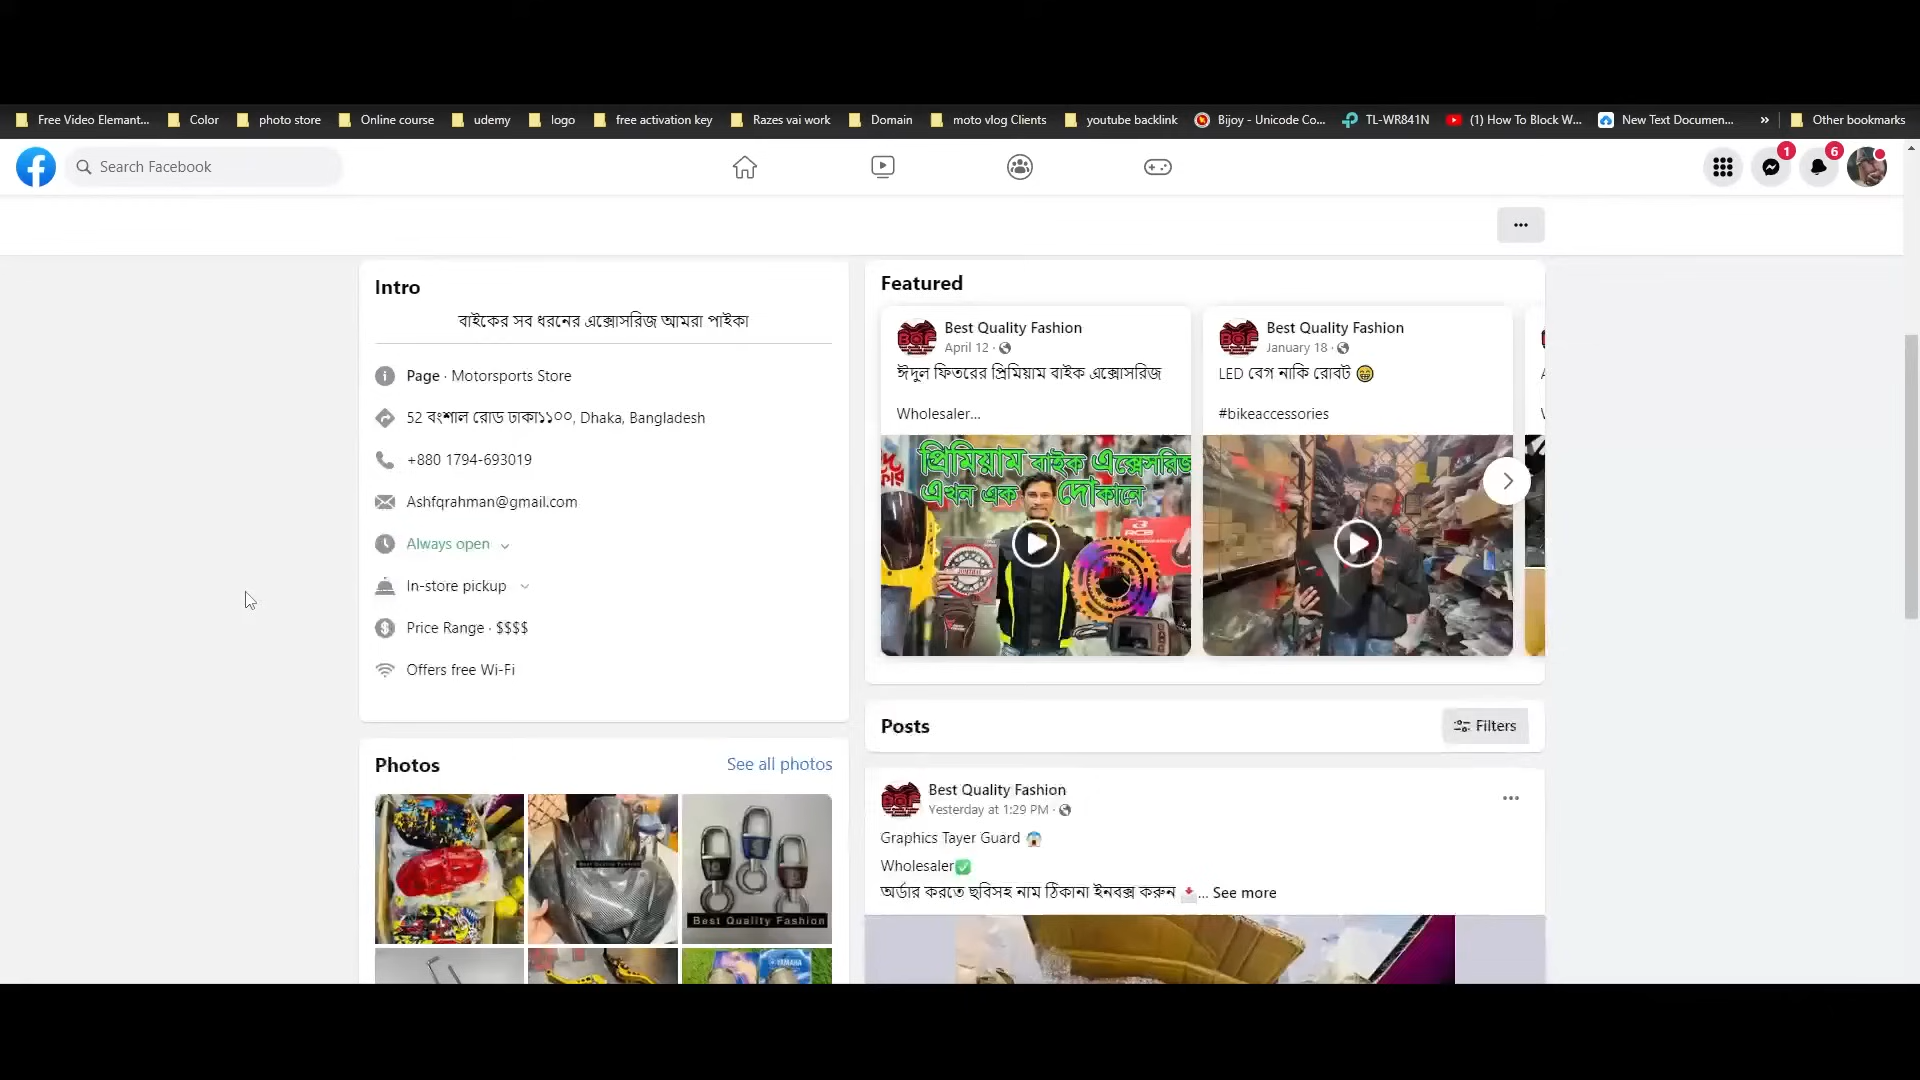 Free Video Elemant...
Color
photo store
Online course
udemy
logo
free activation key
Razes vai work
Domain
moto vlog Clients
youtube backlink
Bijoy - Unicode Co...
TL-WR841N
(1) How To Block W...
New Text Documen...
»
Other bookmarks
Search Facebook
1
6
Intro
বাইকের সব ধরনের এক্সোসরিজ আমরা পাইকা
Page · Motorsports Store
52 বংশাল রোড ঢাকা১১০০, Dhaka, Bangladesh
+880 1794-693019
Ashfqrahman@gmail.com
Always open
In-store pickup
Price Range · $$$$
Offers free Wi-Fi
Photos
See all photos
Best Quality Fashion
YAMAHA
Featured
Best Quality Fashion
April 12 ·
ঈদুল ফিতরের প্রিমিয়াম বাইক এক্সোসরিজ
Wholesaler...
প্রিমিয়াম বাইক এক্সেসরিজ
এখন এক দোকানে
Best Quality Fashion
January 18 ·
LED বেগ নাকি রোবট 😁
#bikeaccessories
Posts
Filters
Best Quality Fashion
Yesterday at 1:29 PM ·
Graphics Tayer Guard 😱
Wholesaler✅
অর্ডার করতে ছবিসহ নাম ঠিকানা ইনবক্স করুন 📩... See more